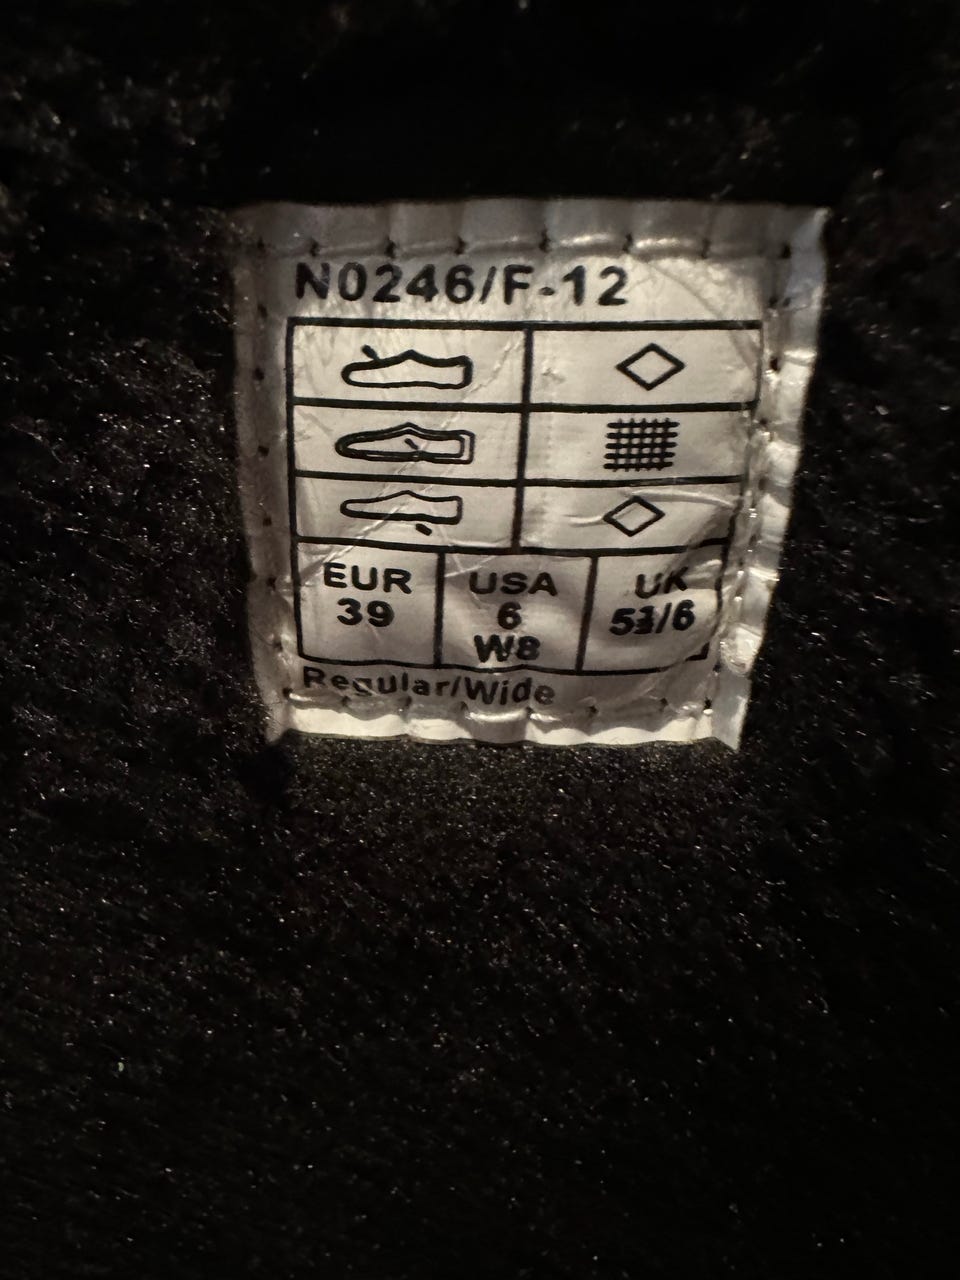 N0246/F-12
EUR
39
USA
6
W8
UK
5½/6
Regular/Wide